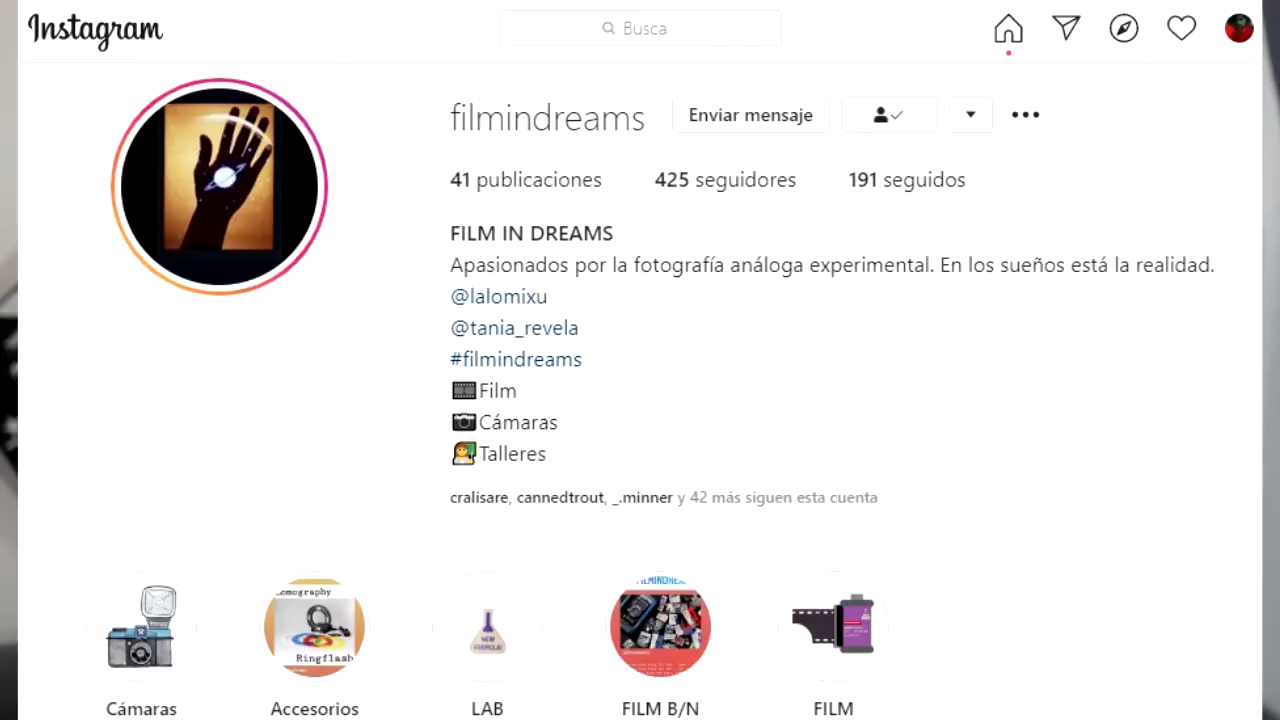 Instagram
Busca
filmindreams Enviar mensaje
41 publicaciones 425 seguidores 191 seguidos
FILM IN DREAMS
Apasionados por la fotografía análoga experimental. En los sueños está la realidad.
@lalomixu
@tania_revela
#filmindreams
Film
Cámaras
Talleres
cralisare, cannedtrout, _.minner y 42 más siguen esta cuenta
Ringflash
NEW
FORMULA!
Cámaras Accesorios LAB FILM B/N FILM